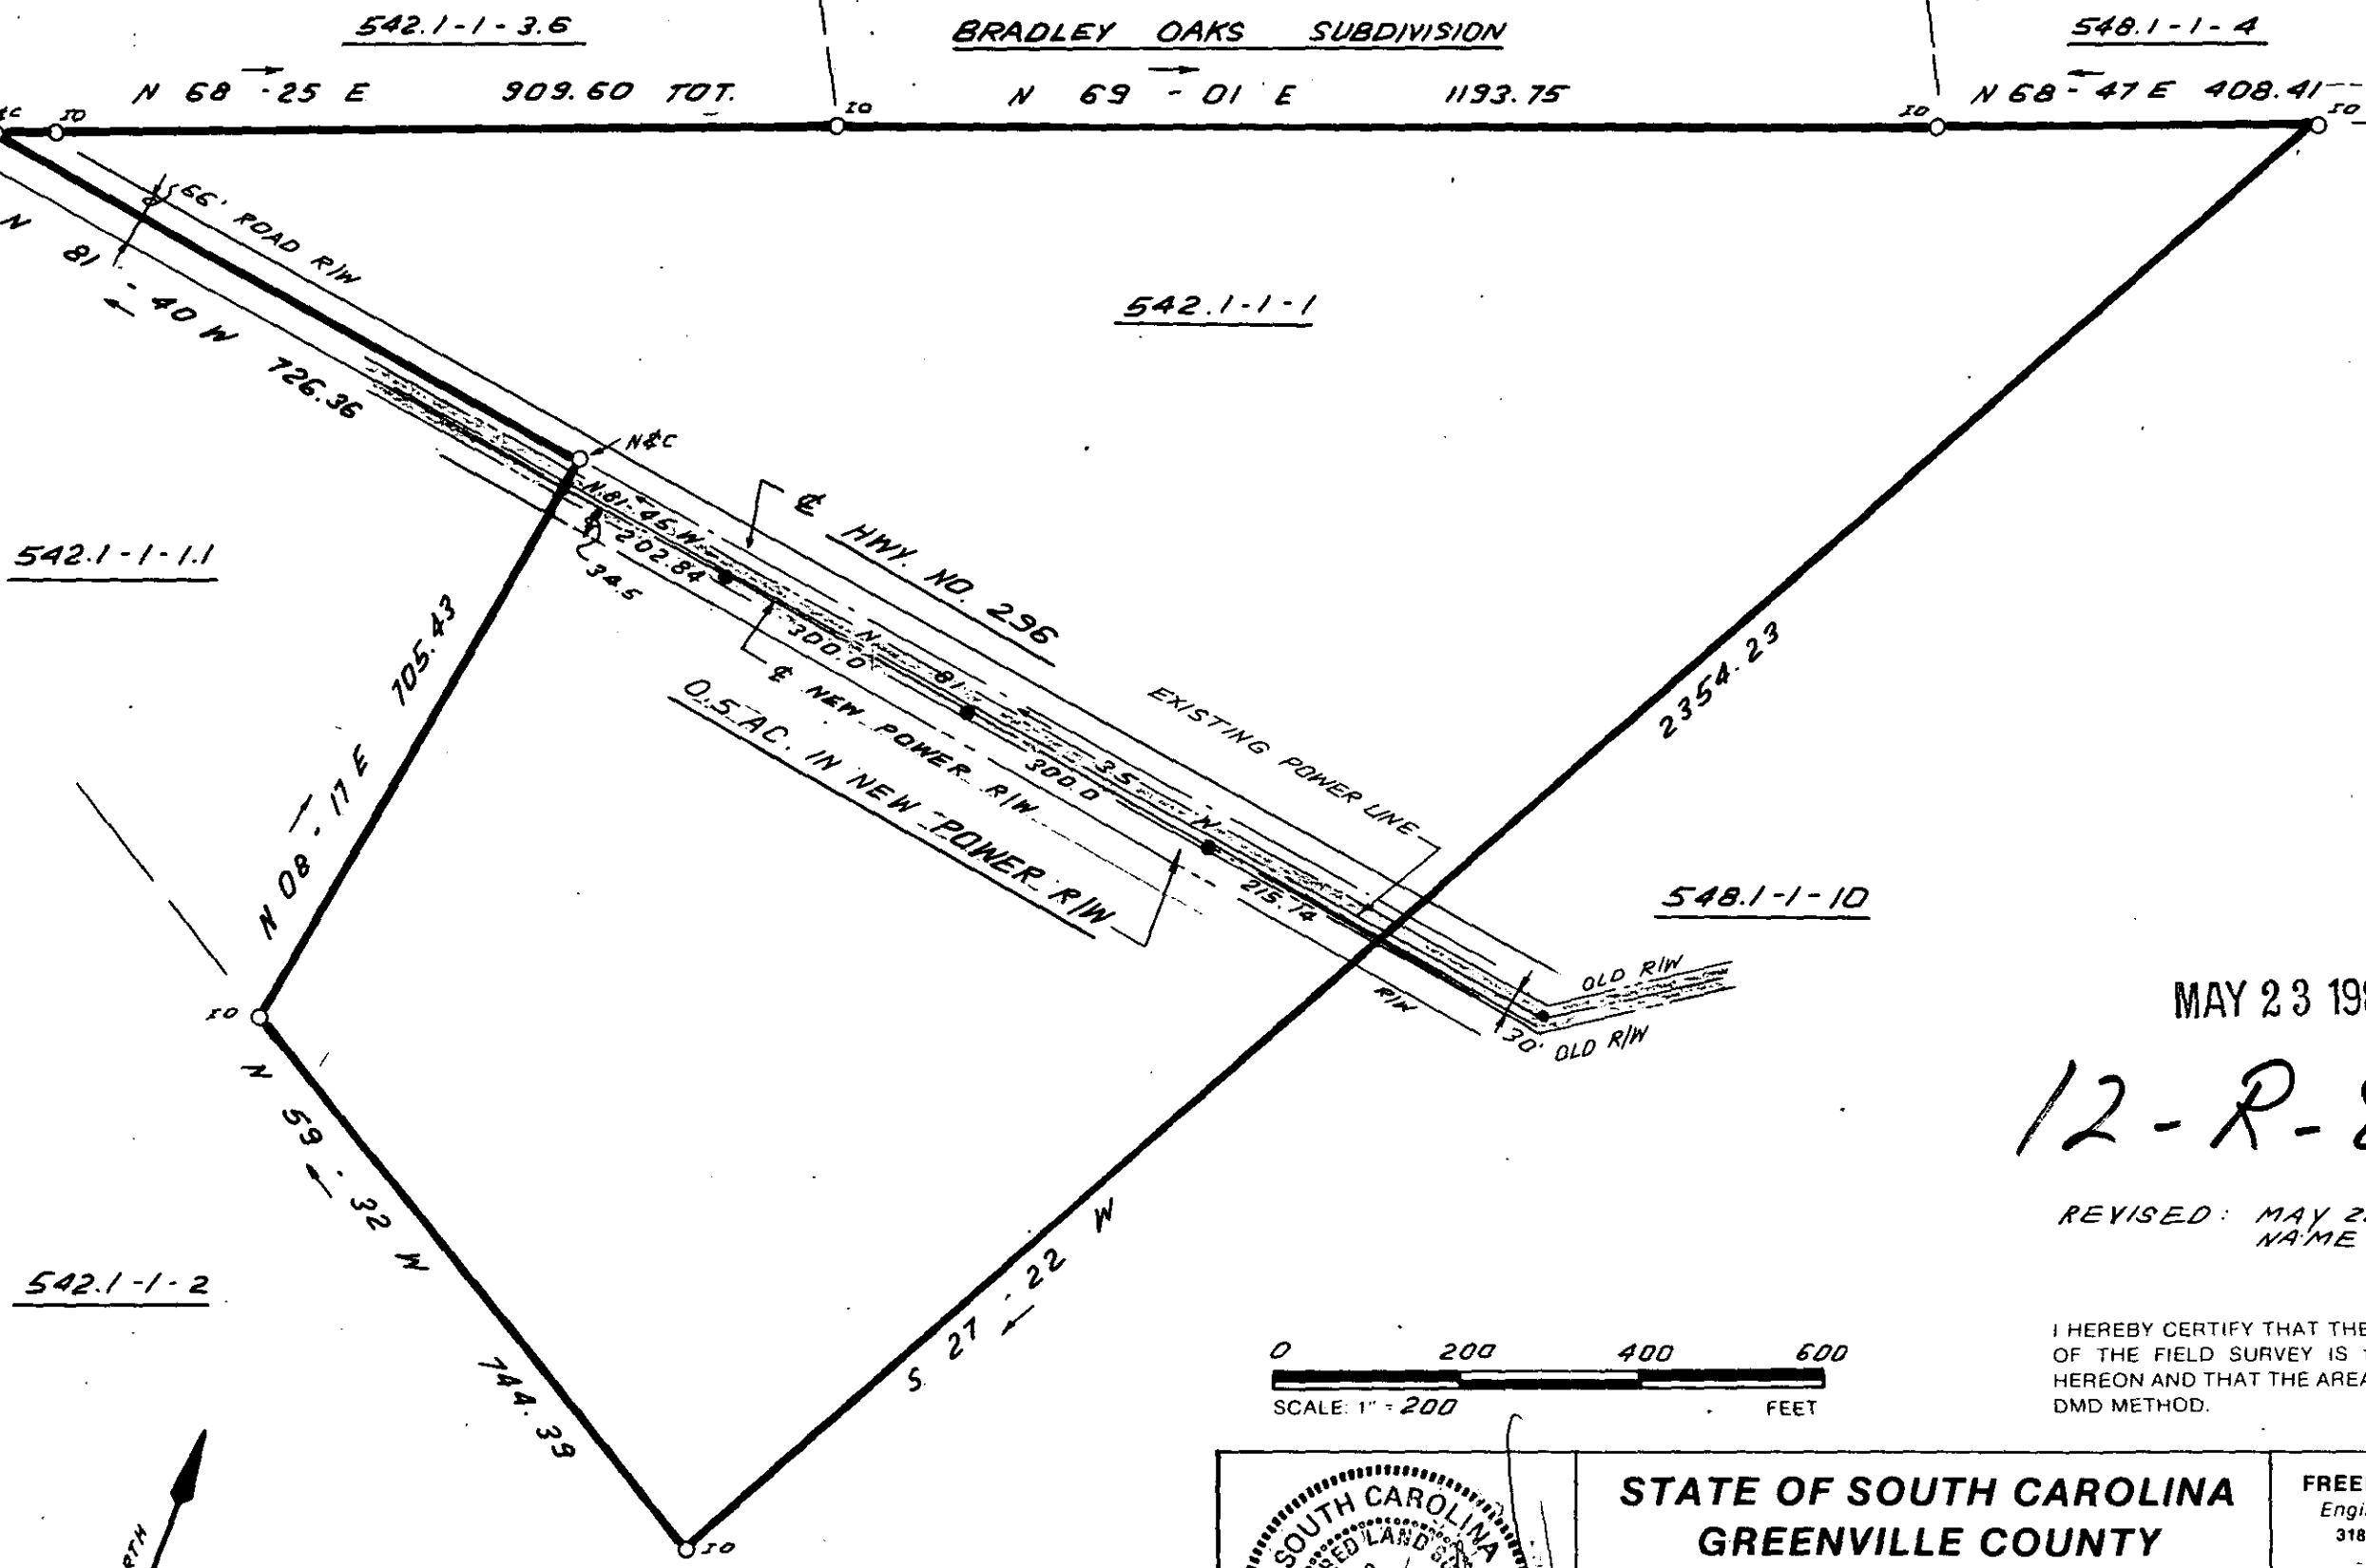 542.1-1-3.6
BRADLEY OAKS SUBDIVISION
548.1-1-4
N 68-25 E 909.60 TOT.
N 69-01 E 1193.75
N 68-47 E 408.41
IO
IO
IO
IO
66' ROAD R/W
N 81-40 W 726.36
542.1-1-1
N&C
N 81-45 W
202.84
34.5
℄ HWY. NO. 296
542.1-1-1.1
N 08-17 E 705.43
300.0
N 81-35 W
℄ NEW POWER R/W
0.5 AC. IN NEW POWER R/W
300.0
EXISTING POWER LINE
215.74
2354.23
548.1-1-10
R/W
OLD R/W
30' OLD R/W
IO
N 59-32 W
744.39
S 27-22 W
542.1-1-2
IO
MAY 23 19
12-R-
REVISED: MAY 2
NAME
0 200 400 600
SCALE: 1" = 200 FEET
I HEREBY CERTIFY THAT THE
OF THE FIELD SURVEY IS
HEREON AND THAT THE AREA
DMD METHOD.
SOUTH CAROLINA
STATE OF SOUTH CAROLINA
GREENVILLE COUNTY
FREE
Engi
318